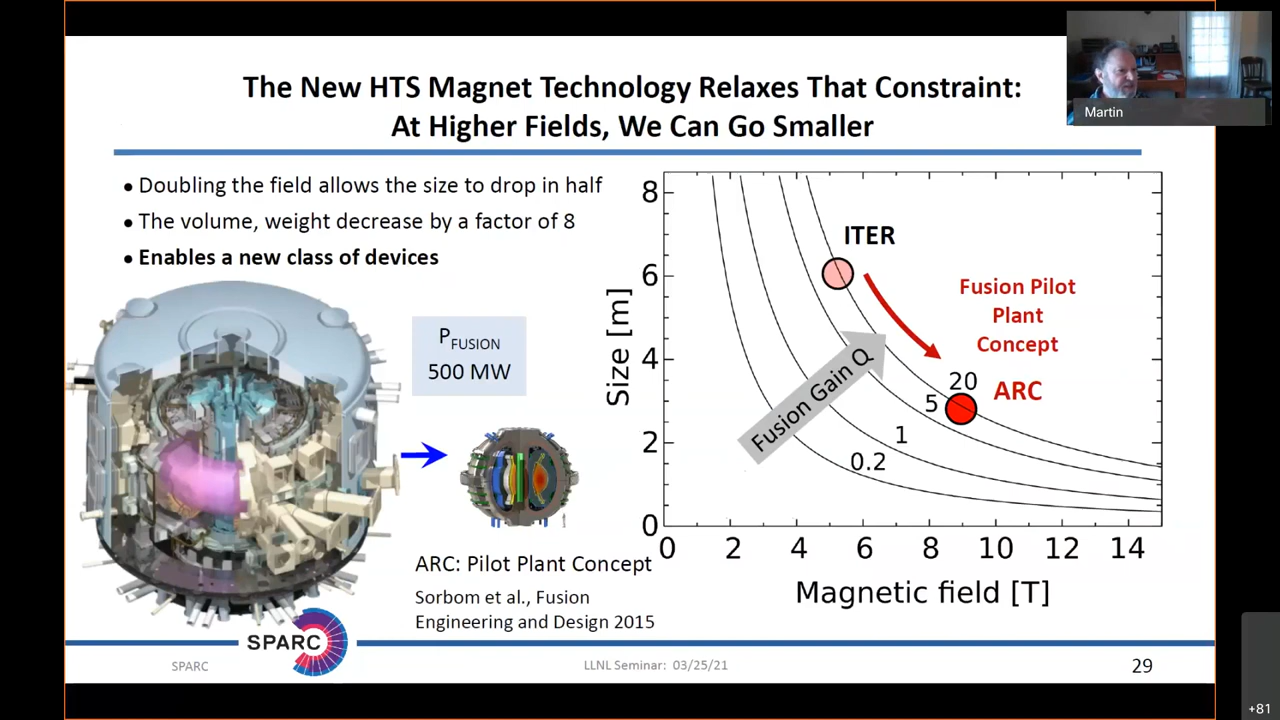 Martin
The New HTS Magnet Technology Relaxes That Constraint:
At Higher Fields, We Can Go Smaller
• Doubling the field allows the size to drop in half
• The volume, weight decrease by a factor of 8
• Enables a new class of devices
P_FUSION
500 MW
ARC: Pilot Plant Concept
Sorbom et al., Fusion
Engineering and Design 2015
Size [m]
8
6
4
2
0
ITER
Fusion Pilot
Plant
Concept
Fusion Gain Q
20
ARC
5
1
0.2
0 2 4 6 8 10 12 14
Magnetic field [T]
SPARC
SPARC
LLNL Seminar: 03/25/21
29
+81